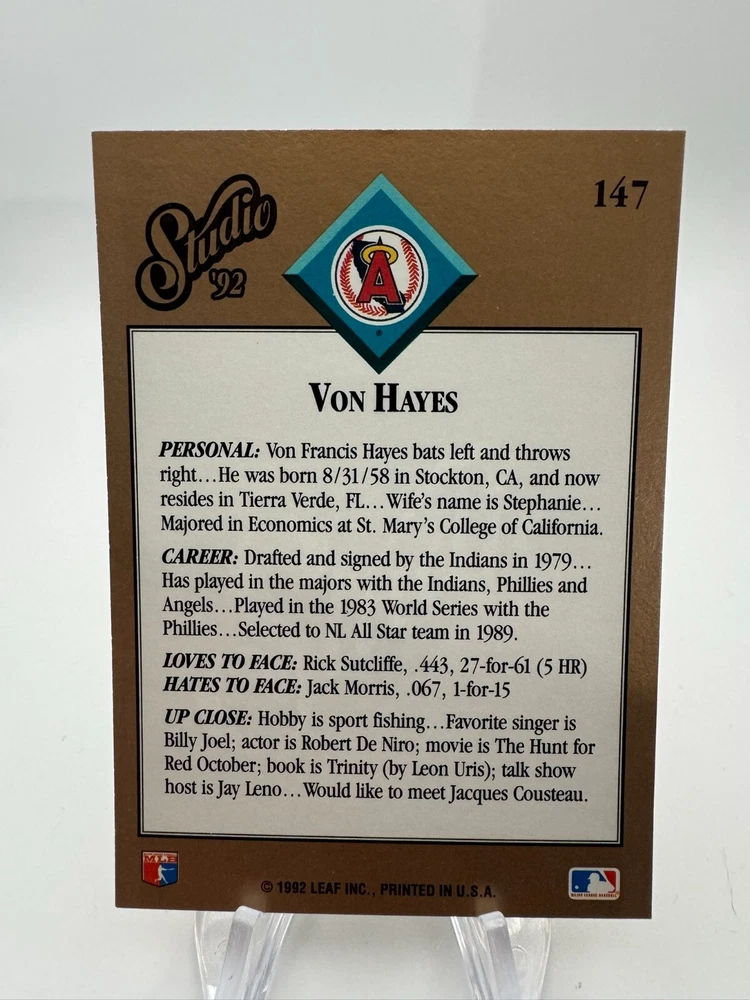 Studio
'92
147
A
VON HAYES
PERSONAL: Von Francis Hayes bats left and throws
right...He was born 8/31/58 in Stockton, CA, and now
resides in Tierra Verde, FL...Wife's name is Stephanie...
Majored in Economics at St. Mary's College of California.
CAREER: Drafted and signed by the Indians in 1979...
Has played in the majors with the Indians, Phillies and
Angels...Played in the 1983 World Series with the
Phillies...Selected to NL All Star team in 1989.
LOVES TO FACE: Rick Sutcliffe, .443, 27-for-61 (5 HR)
HATES TO FACE: Jack Morris, .067, 1-for-15
UP CLOSE: Hobby is sport fishing...Favorite singer is
Billy Joel; actor is Robert De Niro; movie is The Hunt for
Red October; book is Trinity (by Leon Uris); talk show
host is Jay Leno...Would like to meet Jacques Cousteau.
MLB
© 1992 LEAF INC., PRINTED IN U.S.A.
MAJOR LEAGUE BASEBALL